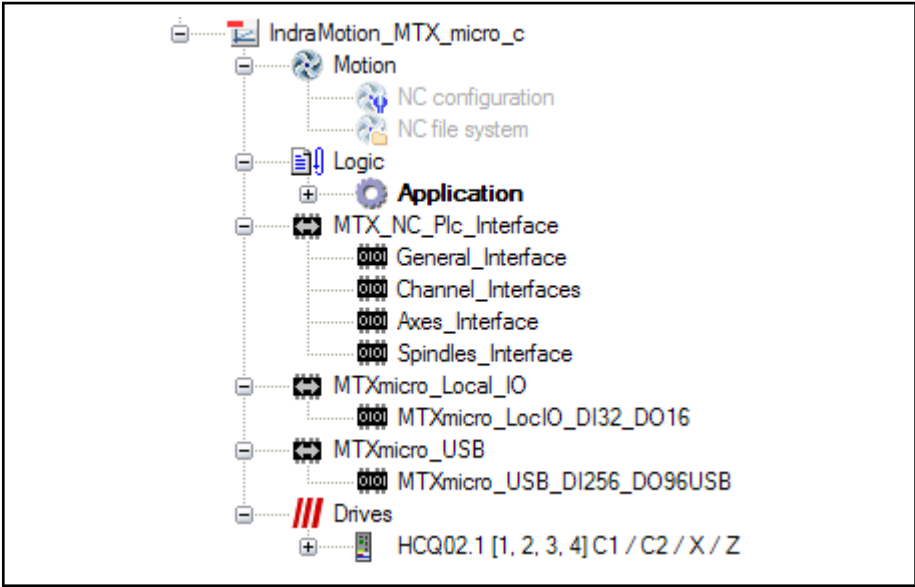 IndraMotion_MTX_micro_c
Motion
NC configuration
NC file system
Logic
Application
MTX_NC_Plc_Interface
General_Interface
Channel_Interfaces
Axes_Interface
Spindles_Interface
MTXmicro_Local_IO
MTXmicro_LocIO_DI32_DO16
MTXmicro_USB
MTXmicro_USB_DI256_DO96USB
Drives
HCQ02.1 [1, 2, 3, 4] C1 / C2 / X / Z